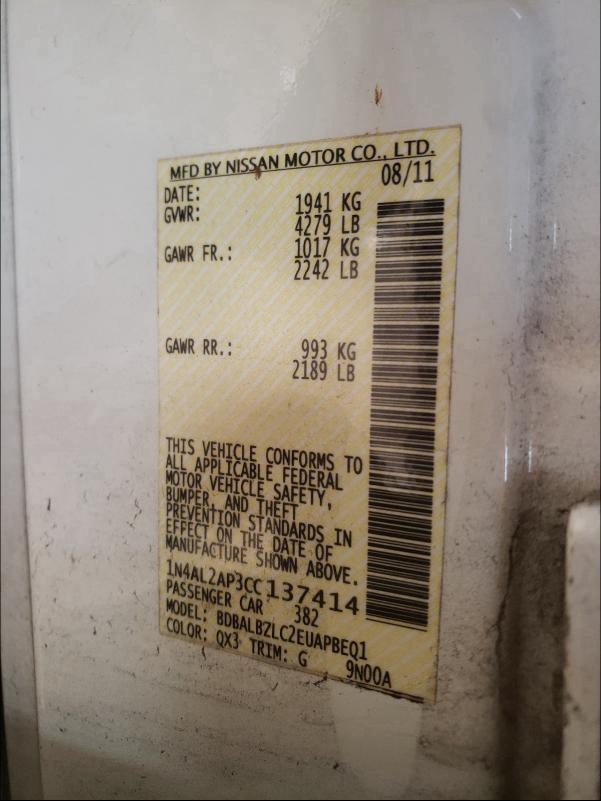 MFD BY NISSAN MOTOR CO., LTD.
DATE: 08/11
GVWR: 1941 KG
4279 LB
GAWR FR.: 1017 KG
2242 LB
GAWR RR.: 993 KG
2189 LB
THIS VEHICLE CONFORMS TO
ALL APPLICABLE FEDERAL
MOTOR VEHICLE SAFETY,
BUMPER, AND THEFT
PREVENTION STANDARDS IN
EFFECT ON THE DATE OF
MANUFACTURE SHOWN ABOVE.
1N4AL2AP3CC137414
PASSENGER CAR 382
MODEL: BDBALBZLC2EUAPBEQ1
COLOR: QX3 TRIM: G 9N00A